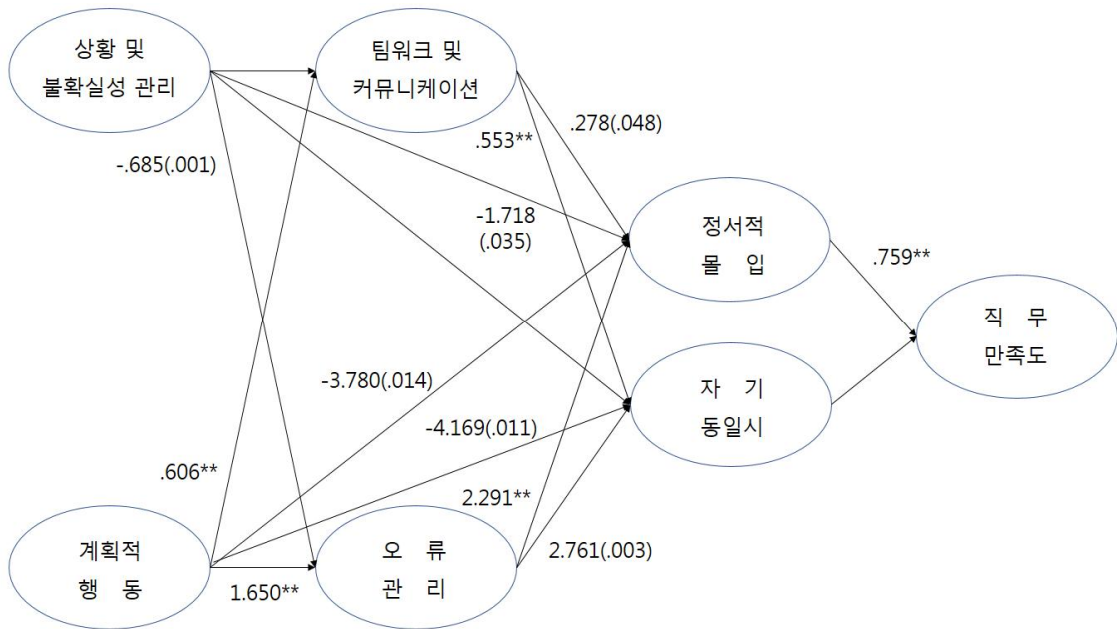 상황 및
불확실성 관리
팀워크 및
커뮤니케이션
.278(.048)
.553**
-.685(.001)
-1.718
(.035)
정서적
몰 입
.759**
직 무
만족도
-3.780(.014)
자 기
동일시
-4.169(.011)
.606**
2.291**
계획적
행 동
오 류
관 리
2.761(.003)
1.650**